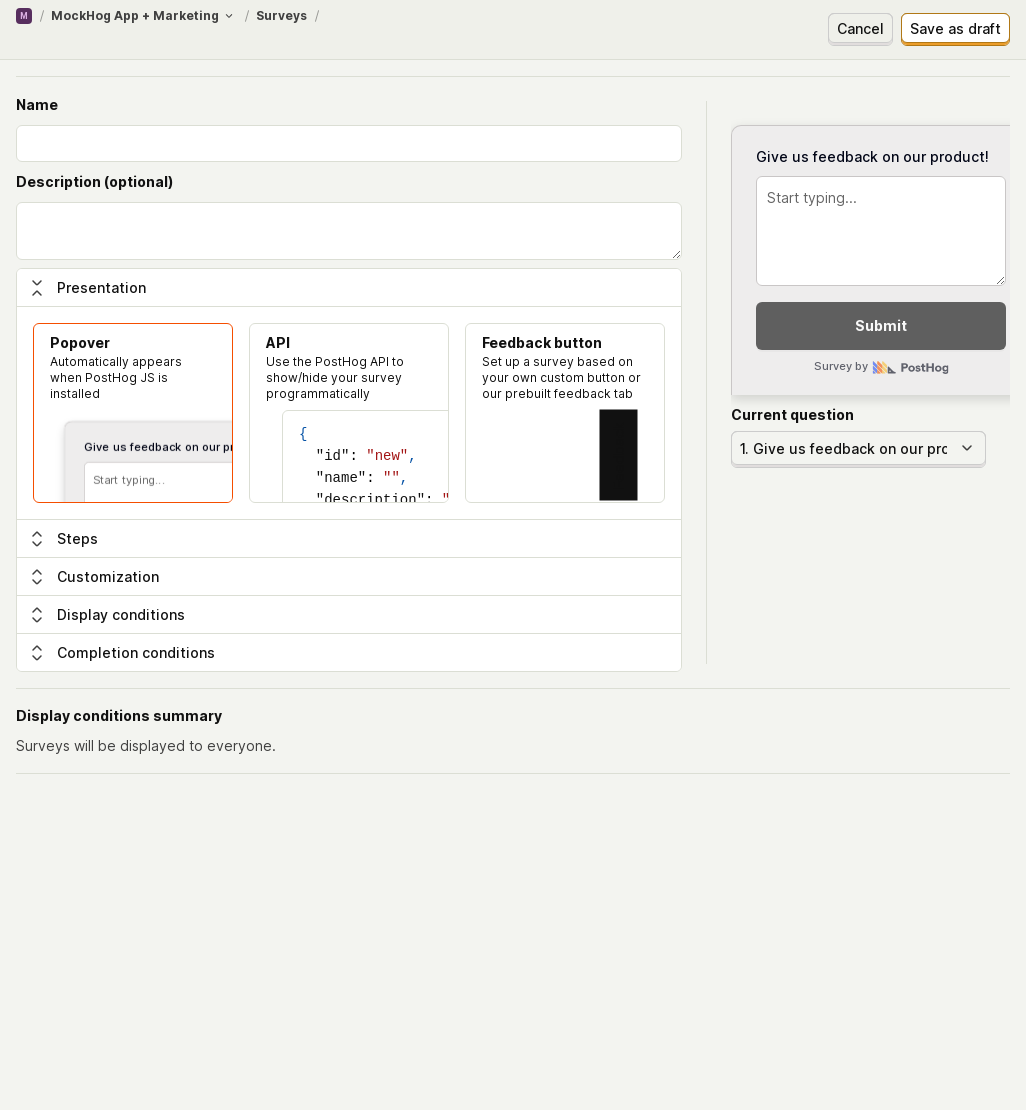 M / MockHog App + Marketing / Surveys /
Cancel
Save as draft
Name
Description (optional)
Presentation
Popover
Automatically appears
when PostHog JS is
installed
Give us feedback on our pr
Start typing...
API
Use the PostHog API to
show/hide your survey
programmatically
{
"id": "new",
"name": "",
"description": "
Feedback button
Set up a survey based on
your own custom button or
our prebuilt feedback tab
Steps
Customization
Display conditions
Completion conditions
Give us feedback on our product!
Start typing...
Submit
Survey by PostHog
Current question
1. Give us feedback on our pro
Display conditions summary
Surveys will be displayed to everyone.